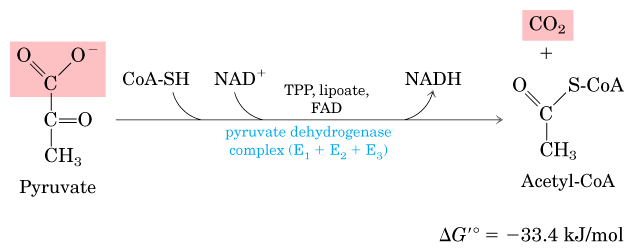 CO₂
+
O O⁻
C
C=O
CH₃
Pyruvate
CoA-SH
NAD⁺
TPP, lipoate,
FAD
NADH
pyruvate dehydrogenase
complex (E₁ + E₂ + E₃)
O S-CoA
C
CH₃
Acetyl-CoA
ΔG′° = −33.4 kJ/mol